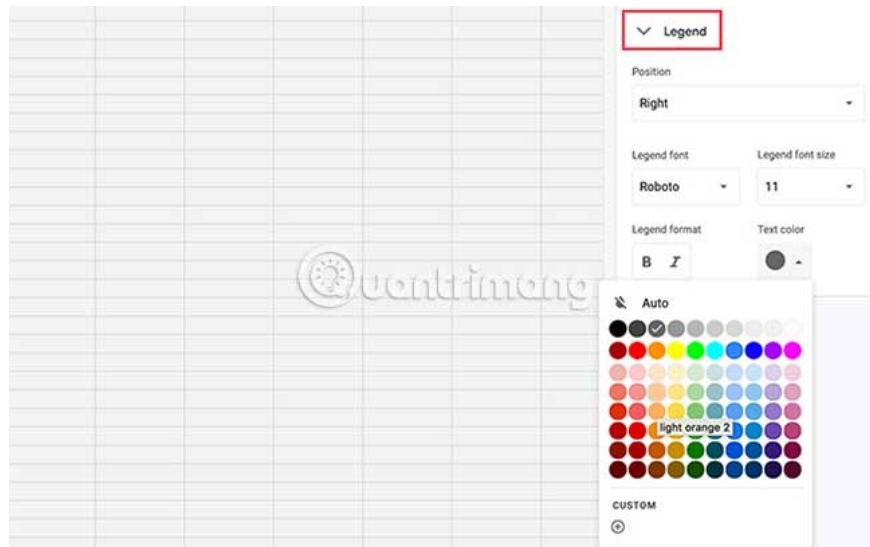 Legend
Position
Right
Legend font
Legend font size
Roboto
11
Legend format
Text color
B I
Quantrimang
Auto
light orange 2
CUSTOM